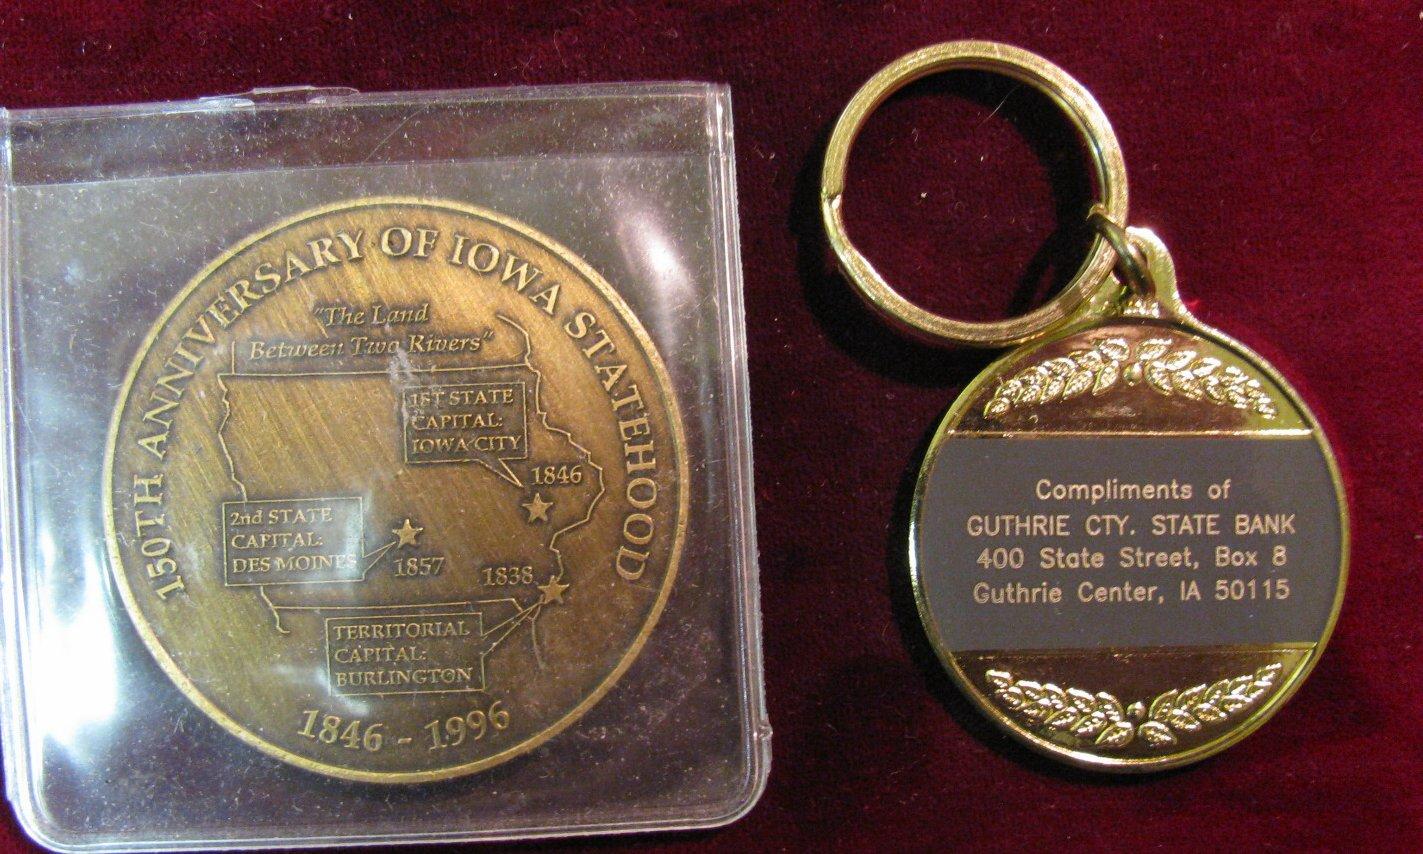 150TH ANNIVERSARY OF IOWA STATEHOOD
"The Land
Between Two Rivers"
1ST STATE
CAPITAL:
IOWA CITY
1846
2nd STATE
CAPITAL:
DES MOINES
1857
1838
TERRITORIAL
CAPITAL:
BURLINGTON
1846 - 1996
Compliments of
GUTHRIE CTY. STATE BANK
400 State Street, Box 8
Guthrie Center, IA 50115